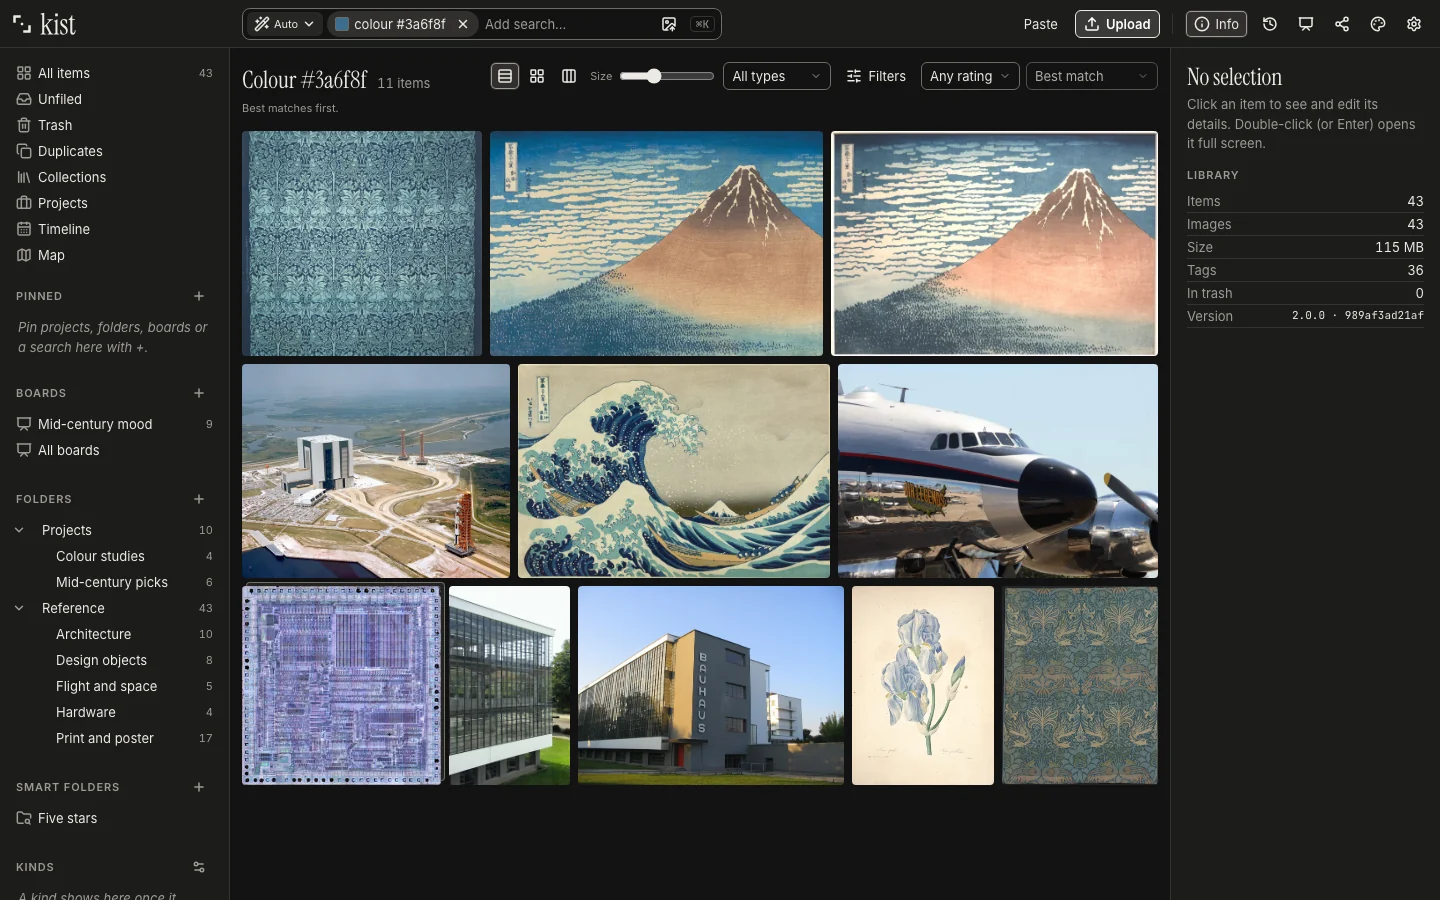 kist
Auto
colour #3a6f8f
Add search...
⌘K
Paste
Upload
Info
All items 43
Unfiled
Trash
Duplicates
Collections
Projects
Timeline
Map
PINNED
Pin projects, folders, boards or
a search here with +.
BOARDS
Mid-century mood 9
All boards
FOLDERS
Projects 10
Colour studies 4
Mid-century picks 6
Reference 43
Architecture 10
Design objects 8
Flight and space 5
Hardware 4
Print and poster 17
SMART FOLDERS
Five stars
KINDS
A kind shows here once it
Colour #3a6f8f 11 items
Size
All types
Filters
Any rating
Best match
Best matches first.
BAUHAUS
No selection
Click an item to see and edit its
details. Double-click (or Enter) opens
it full screen.
LIBRARY
Items 43
Images 43
Size 115 MB
Tags 36
In trash 0
Version 2.0.0 · 989af3ad21af